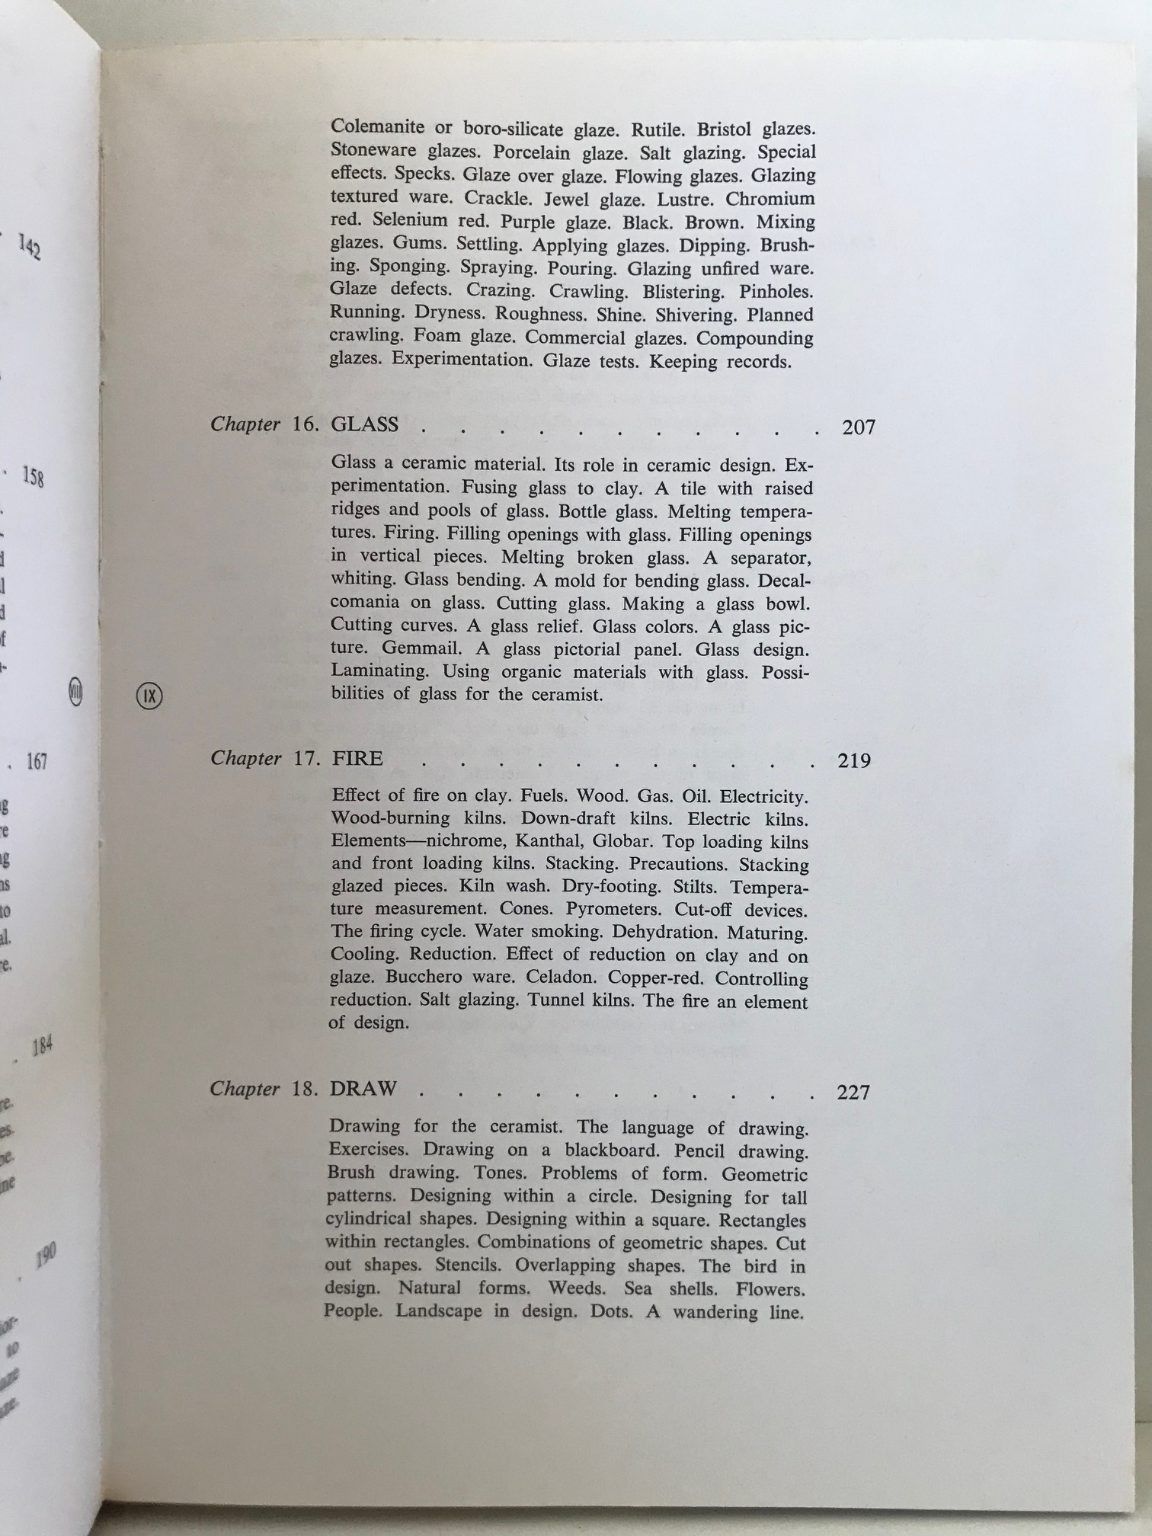 142
158
167
184
190
VIII
IX
Colemanite or boro-silicate glaze. Rutile. Bristol glazes.
Stoneware glazes. Porcelain glaze. Salt glazing. Special
effects. Specks. Glaze over glaze. Flowing glazes. Glazing
textured ware. Crackle. Jewel glaze. Lustre. Chromium
red. Selenium red. Purple glaze. Black. Brown. Mixing
glazes. Gums. Settling. Applying glazes. Dipping. Brush-
ing. Sponging. Spraying. Pouring. Glazing unfired ware.
Glaze defects. Crazing. Crawling. Blistering. Pinholes.
Running. Dryness. Roughness. Shine. Shivering. Planned
crawling. Foam glaze. Commercial glazes. Compounding
glazes. Experimentation. Glaze tests. Keeping records.
Chapter 16. GLASS . . . . . . . . . . . 207
Glass a ceramic material. Its role in ceramic design. Ex-
perimentation. Fusing glass to clay. A tile with raised
ridges and pools of glass. Bottle glass. Melting tempera-
tures. Firing. Filling openings with glass. Filling openings
in vertical pieces. Melting broken glass. A separator,
whiting. Glass bending. A mold for bending glass. Decal-
comania on glass. Cutting glass. Making a glass bowl.
Cutting curves. A glass relief. Glass colors. A glass pic-
ture. Gemmail. A glass pictorial panel. Glass design.
Laminating. Using organic materials with glass. Possi-
bilities of glass for the ceramist.
Chapter 17. FIRE . . . . . . . . . . . 219
Effect of fire on clay. Fuels. Wood. Gas. Oil. Electricity.
Wood-burning kilns. Down-draft kilns. Electric kilns.
Elements—nichrome, Kanthal, Globar. Top loading kilns
and front loading kilns. Stacking. Precautions. Stacking
glazed pieces. Kiln wash. Dry-footing. Stilts. Tempera-
ture measurement. Cones. Pyrometers. Cut-off devices.
The firing cycle. Water smoking. Dehydration. Maturing.
Cooling. Reduction. Effect of reduction on clay and on
glaze. Bucchero ware. Celadon. Copper-red. Controlling
reduction. Salt glazing. Tunnel kilns. The fire an element
of design.
Chapter 18. DRAW . . . . . . . . . . . 227
Drawing for the ceramist. The language of drawing.
Exercises. Drawing on a blackboard. Pencil drawing.
Brush drawing. Tones. Problems of form. Geometric
patterns. Designing within a circle. Designing for tall
cylindrical shapes. Designing within a square. Rectangles
within rectangles. Combinations of geometric shapes. Cut
out shapes. Stencils. Overlapping shapes. The bird in
design. Natural forms. Weeds. Sea shells. Flowers.
People. Landscape in design. Dots. A wandering line.